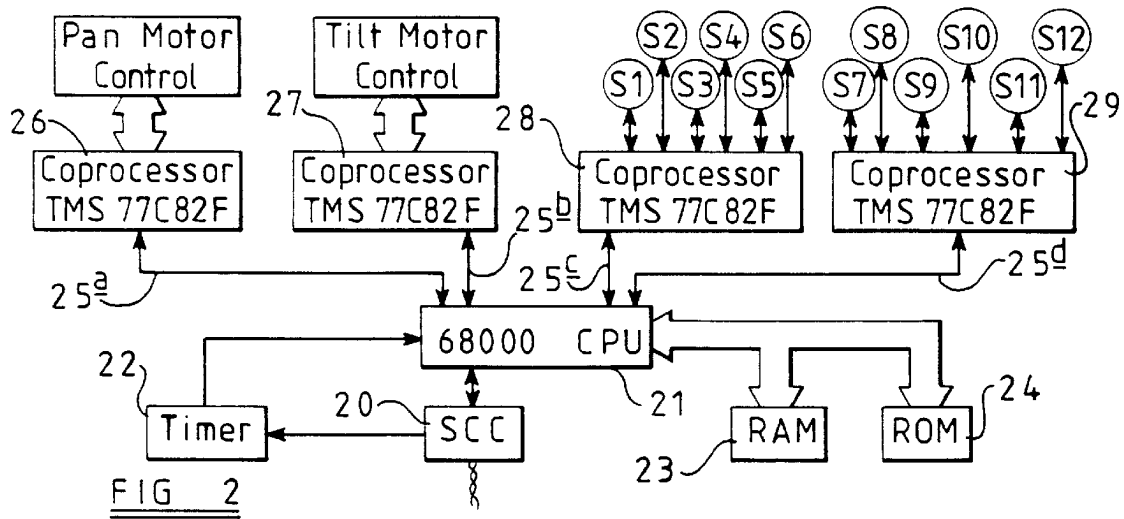 Pan Motor
Control
Tilt Motor
Control
S1
S2
S3
S4
S5
S6
S7
S8
S9
S10
S11
S12
26
27
28
29
Coprocessor
TMS 77C82F
Coprocessor
TMS 77C82F
Coprocessor
TMS 77C82F
Coprocessor
TMS 77C82F
25a
25b
25c
25d
68000 CPU
22
20
21
24
Timer
SCC
RAM
ROM
23
FIG 2